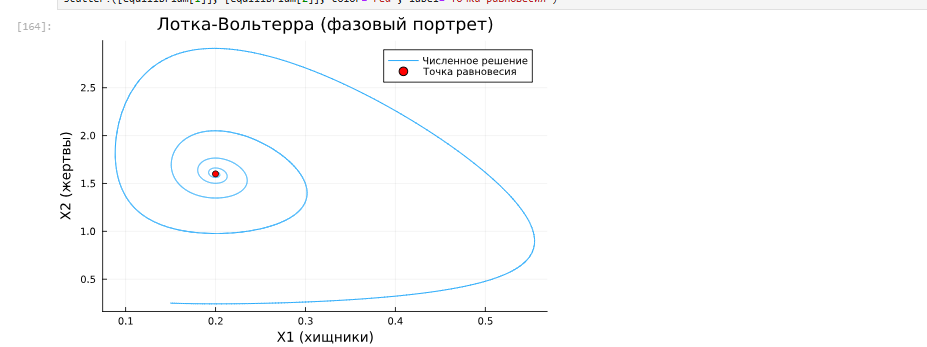 [164]:
Лотка-Вольтерра (фазовый портрет)
Численное решение
Точка равновесия
2.5
2.0
1.5
1.0
0.5
X2 (жертвы)
0.1 0.2 0.3 0.4 0.5
X1 (хищники)